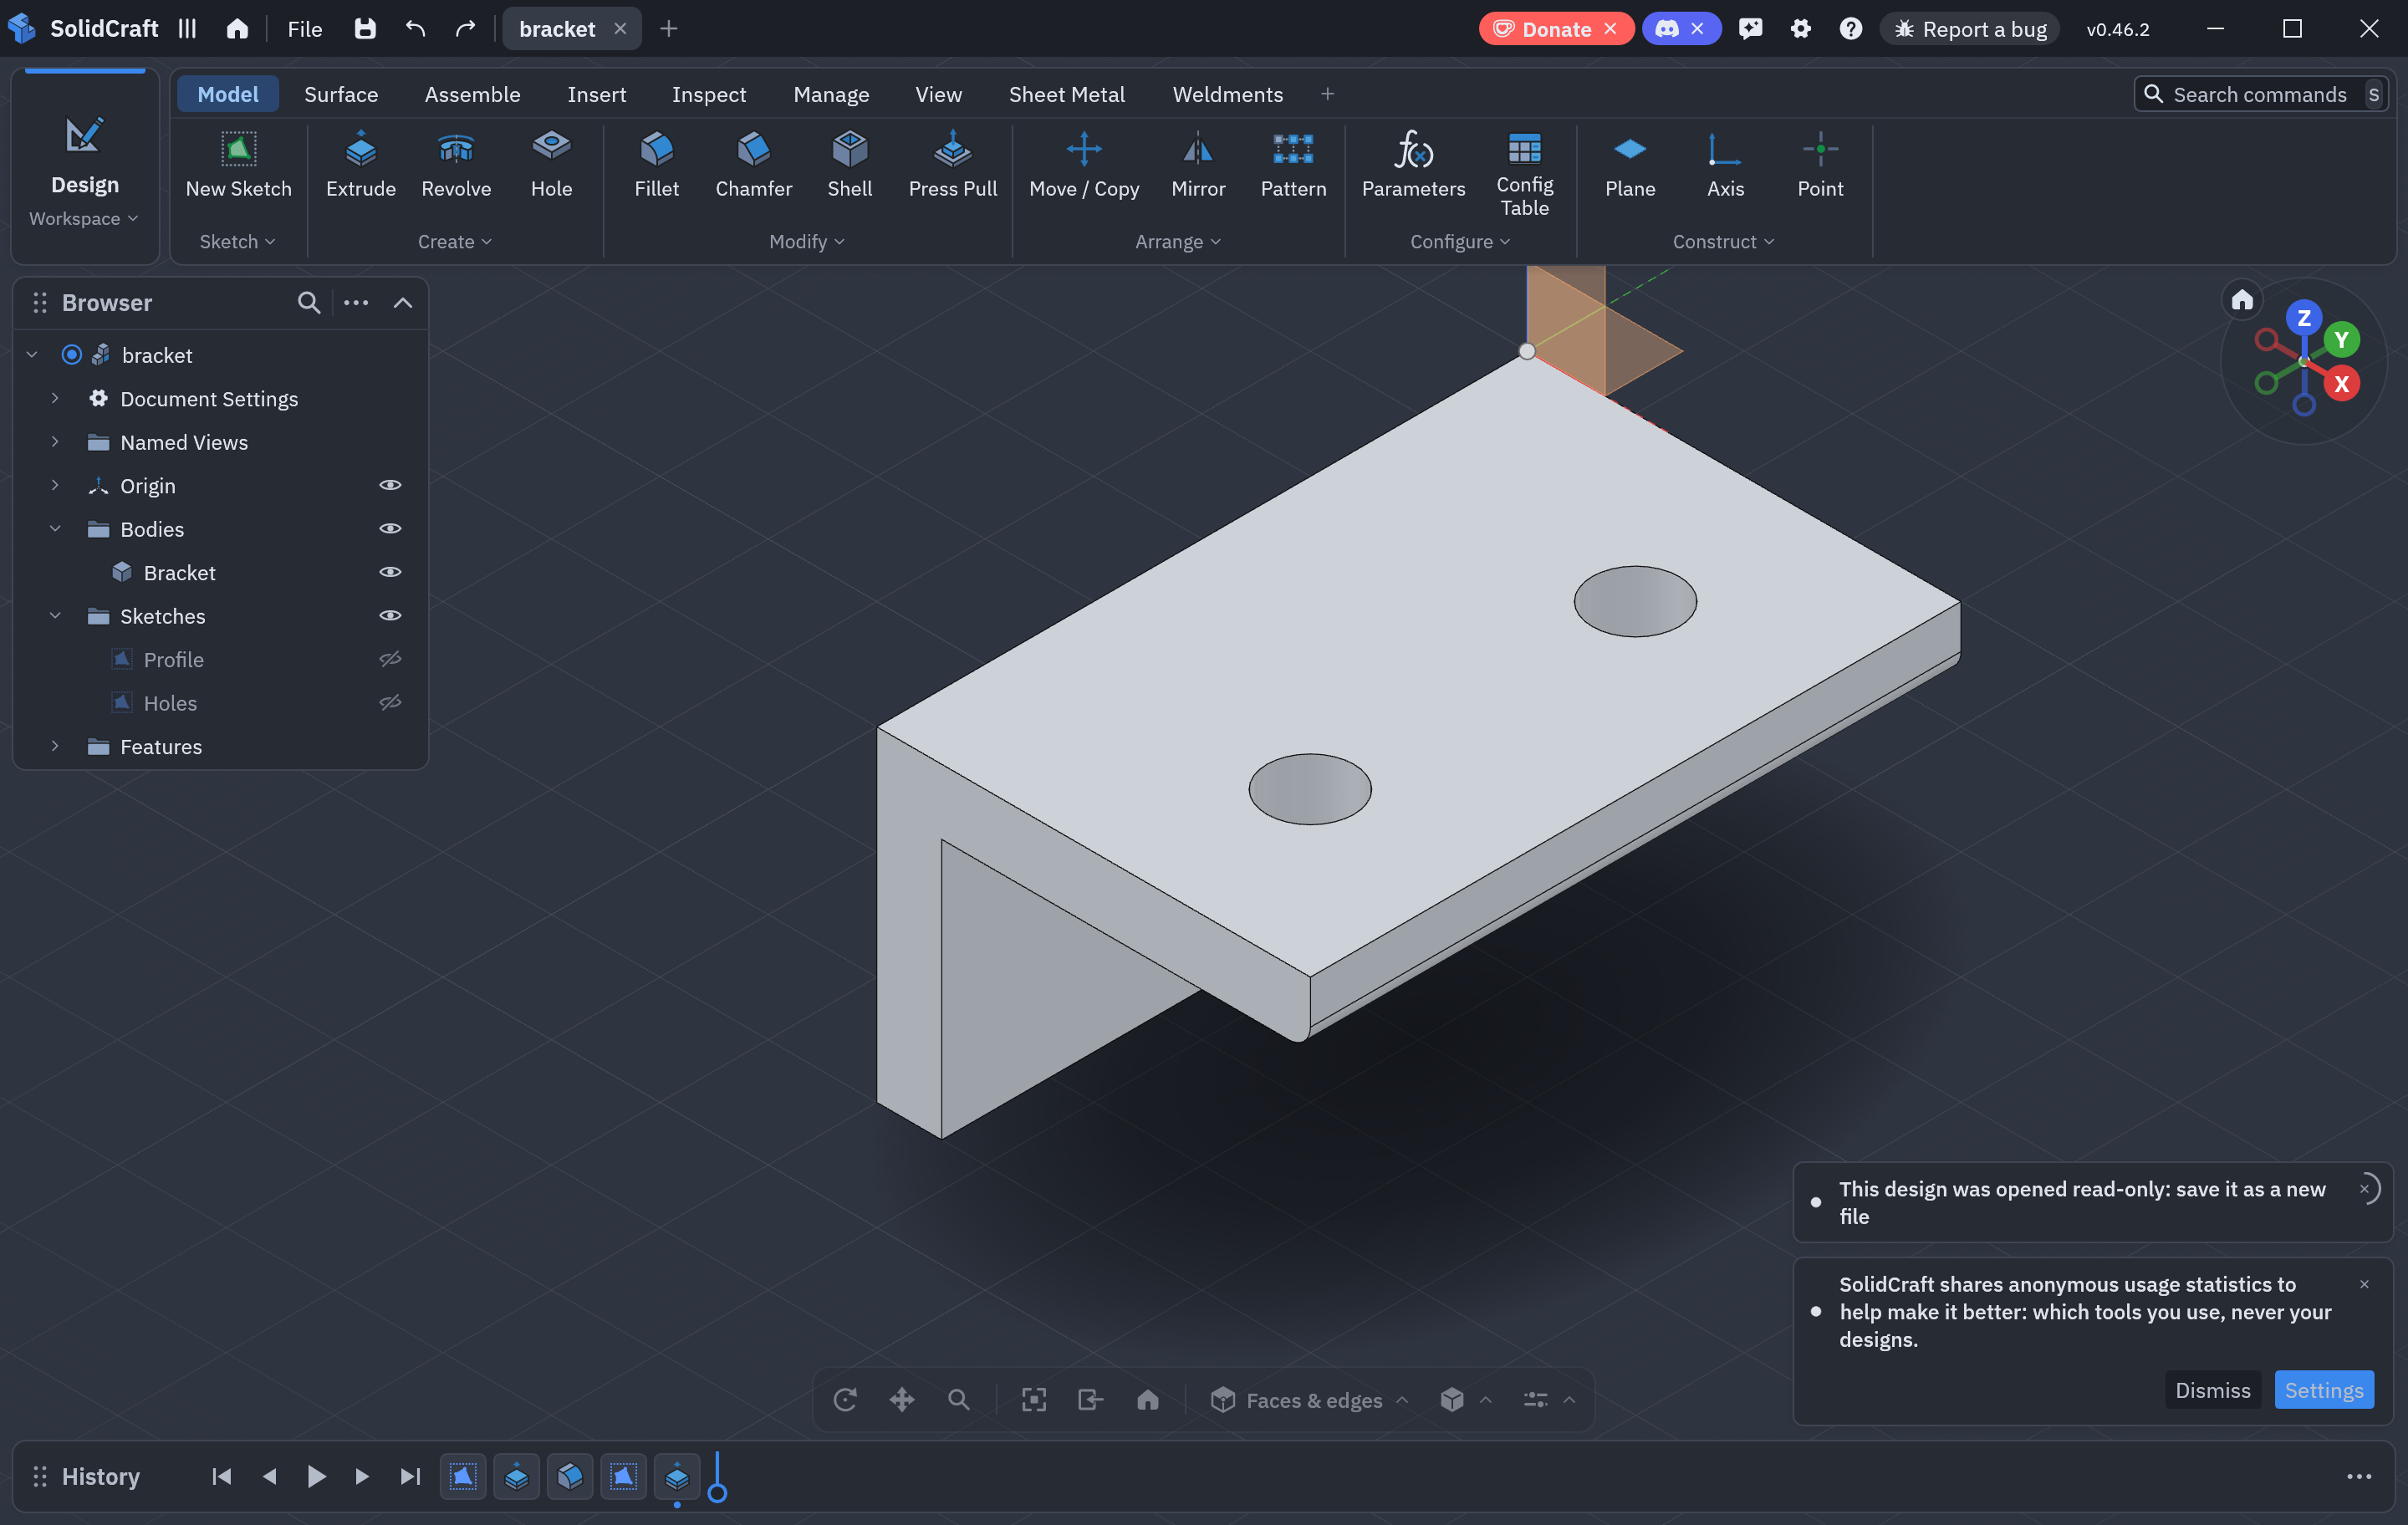 SolidCraft
File
bracket
Donate
Report a bug
v0.46.2
Design
Workspace
Model
Surface
Assemble
Insert
Inspect
Manage
View
Sheet Metal
Weldments
Search commands
S
New Sketch
Extrude
Revolve
Hole
Fillet
Chamfer
Shell
Press Pull
Move / Copy
Mirror
Pattern
Parameters
Config
Table
Plane
Axis
Point
Sketch
Create
Modify
Arrange
Configure
Construct
Browser
bracket
Document Settings
Named Views
Origin
Bodies
Bracket
Sketches
Profile
Holes
Features
Z
Y
X
This design was opened read-only: save it as a new
file
SolidCraft shares anonymous usage statistics to
help make it better: which tools you use, never your
designs.
Dismiss
Settings
Faces & edges
History